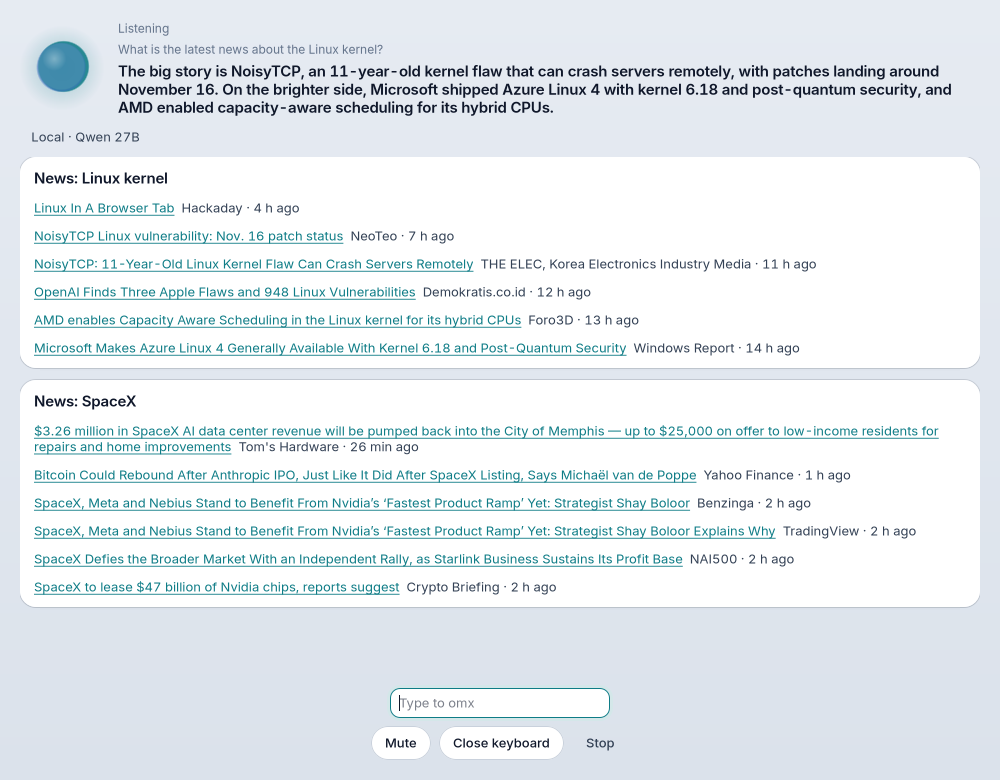 Listening
What is the latest news about the Linux kernel?
The big story is NoisyTCP, an 11-year-old kernel flaw that can crash servers remotely, with patches landing around
November 16. On the brighter side, Microsoft shipped Azure Linux 4 with kernel 6.18 and post-quantum security, and
AMD enabled capacity-aware scheduling for its hybrid CPUs.
Local · Qwen 27B
News: Linux kernel
Linux In A Browser Tab Hackaday · 4 h ago
NoisyTCP Linux vulnerability: Nov. 16 patch status NeoTeo · 7 h ago
NoisyTCP: 11-Year-Old Linux Kernel Flaw Can Crash Servers Remotely THE ELEC, Korea Electronics Industry Media · 11 h ago
OpenAI Finds Three Apple Flaws and 948 Linux Vulnerabilities Demokratis.co.id · 12 h ago
AMD enables Capacity Aware Scheduling in the Linux kernel for its hybrid CPUs Foro3D · 13 h ago
Microsoft Makes Azure Linux 4 Generally Available With Kernel 6.18 and Post-Quantum Security Windows Report · 14 h ago
News: SpaceX
$3.26 million in SpaceX AI data center revenue will be pumped back into the City of Memphis — up to $25,000 on offer to low-income residents for
repairs and home improvements Tom's Hardware · 26 min ago
Bitcoin Could Rebound After Anthropic IPO, Just Like It Did After SpaceX Listing, Says Michaël van de Poppe Yahoo Finance · 1 h ago
SpaceX, Meta and Nebius Stand to Benefit From Nvidia’s ‘Fastest Product Ramp’ Yet: Strategist Shay Boloor Benzinga · 2 h ago
SpaceX, Meta and Nebius Stand to Benefit From Nvidia’s ‘Fastest Product Ramp’ Yet: Strategist Shay Boloor Explains Why TradingView · 2 h ago
SpaceX Defies the Broader Market With an Independent Rally, as Starlink Business Sustains Its Profit Base NAI500 · 2 h ago
SpaceX to lease $47 billion of Nvidia chips, reports suggest Crypto Briefing · 2 h ago
Type to omx
Mute Close keyboard Stop